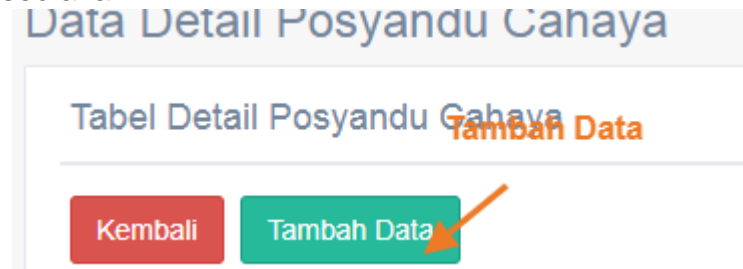 Data Detail Posyandu Cahaya
Tabel Detail Posyandu Cahaya
Tambah Data
Kembali
Tambah Data